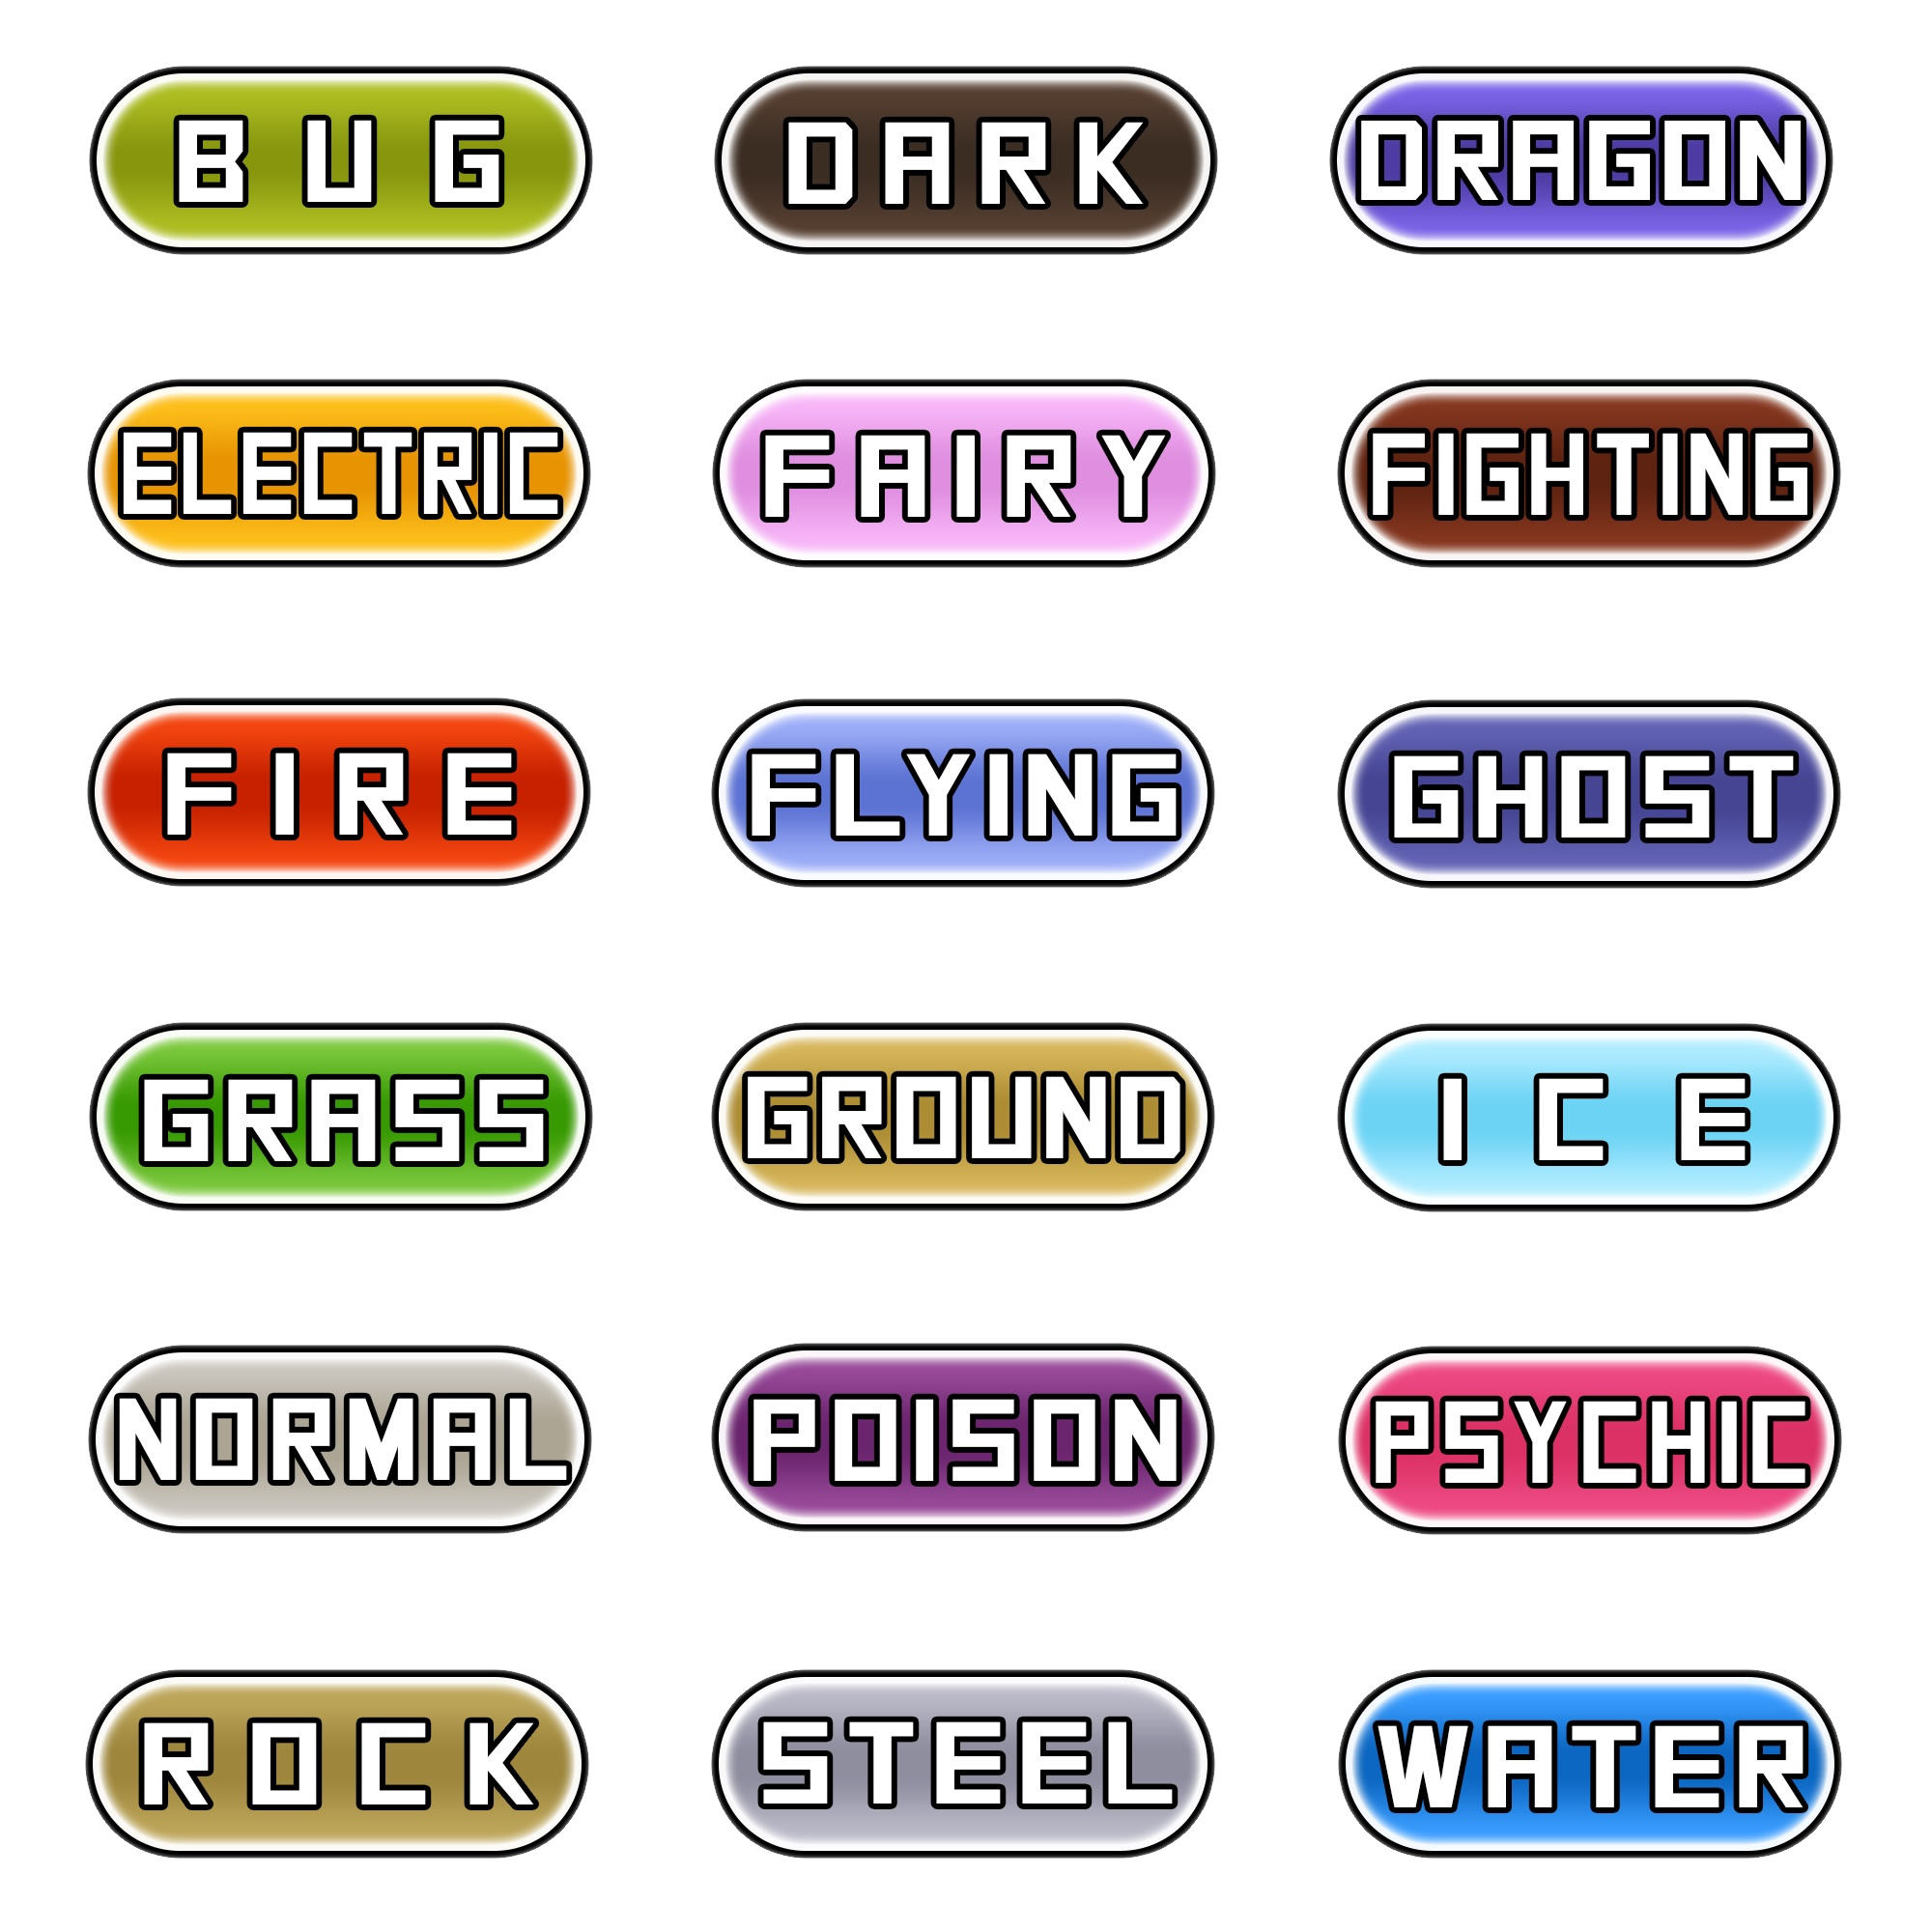 BUG DARK DRAGON
ELECTRIC FAIRY FIGHTING
FIRE FLYING GHOST
GRASS GROUND ICE
NORMAL POISON PSYCHIC
ROCK STEEL WATER